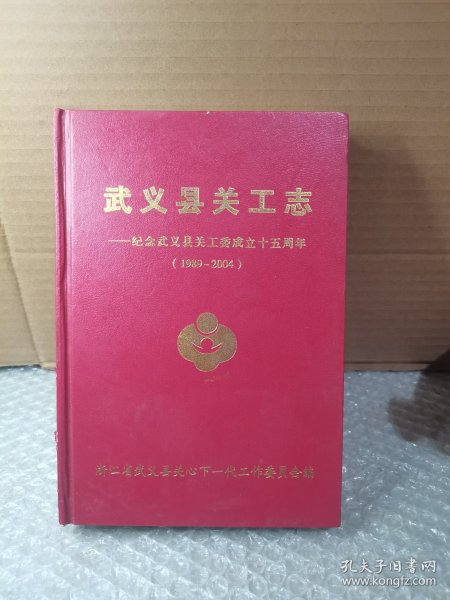 武义县关工志
——纪念武义县关工委成立十五周年
(1989-2004)
浙江省武义县关心下一代工作委员会编
孔夫子旧书网
www.kongfz.com